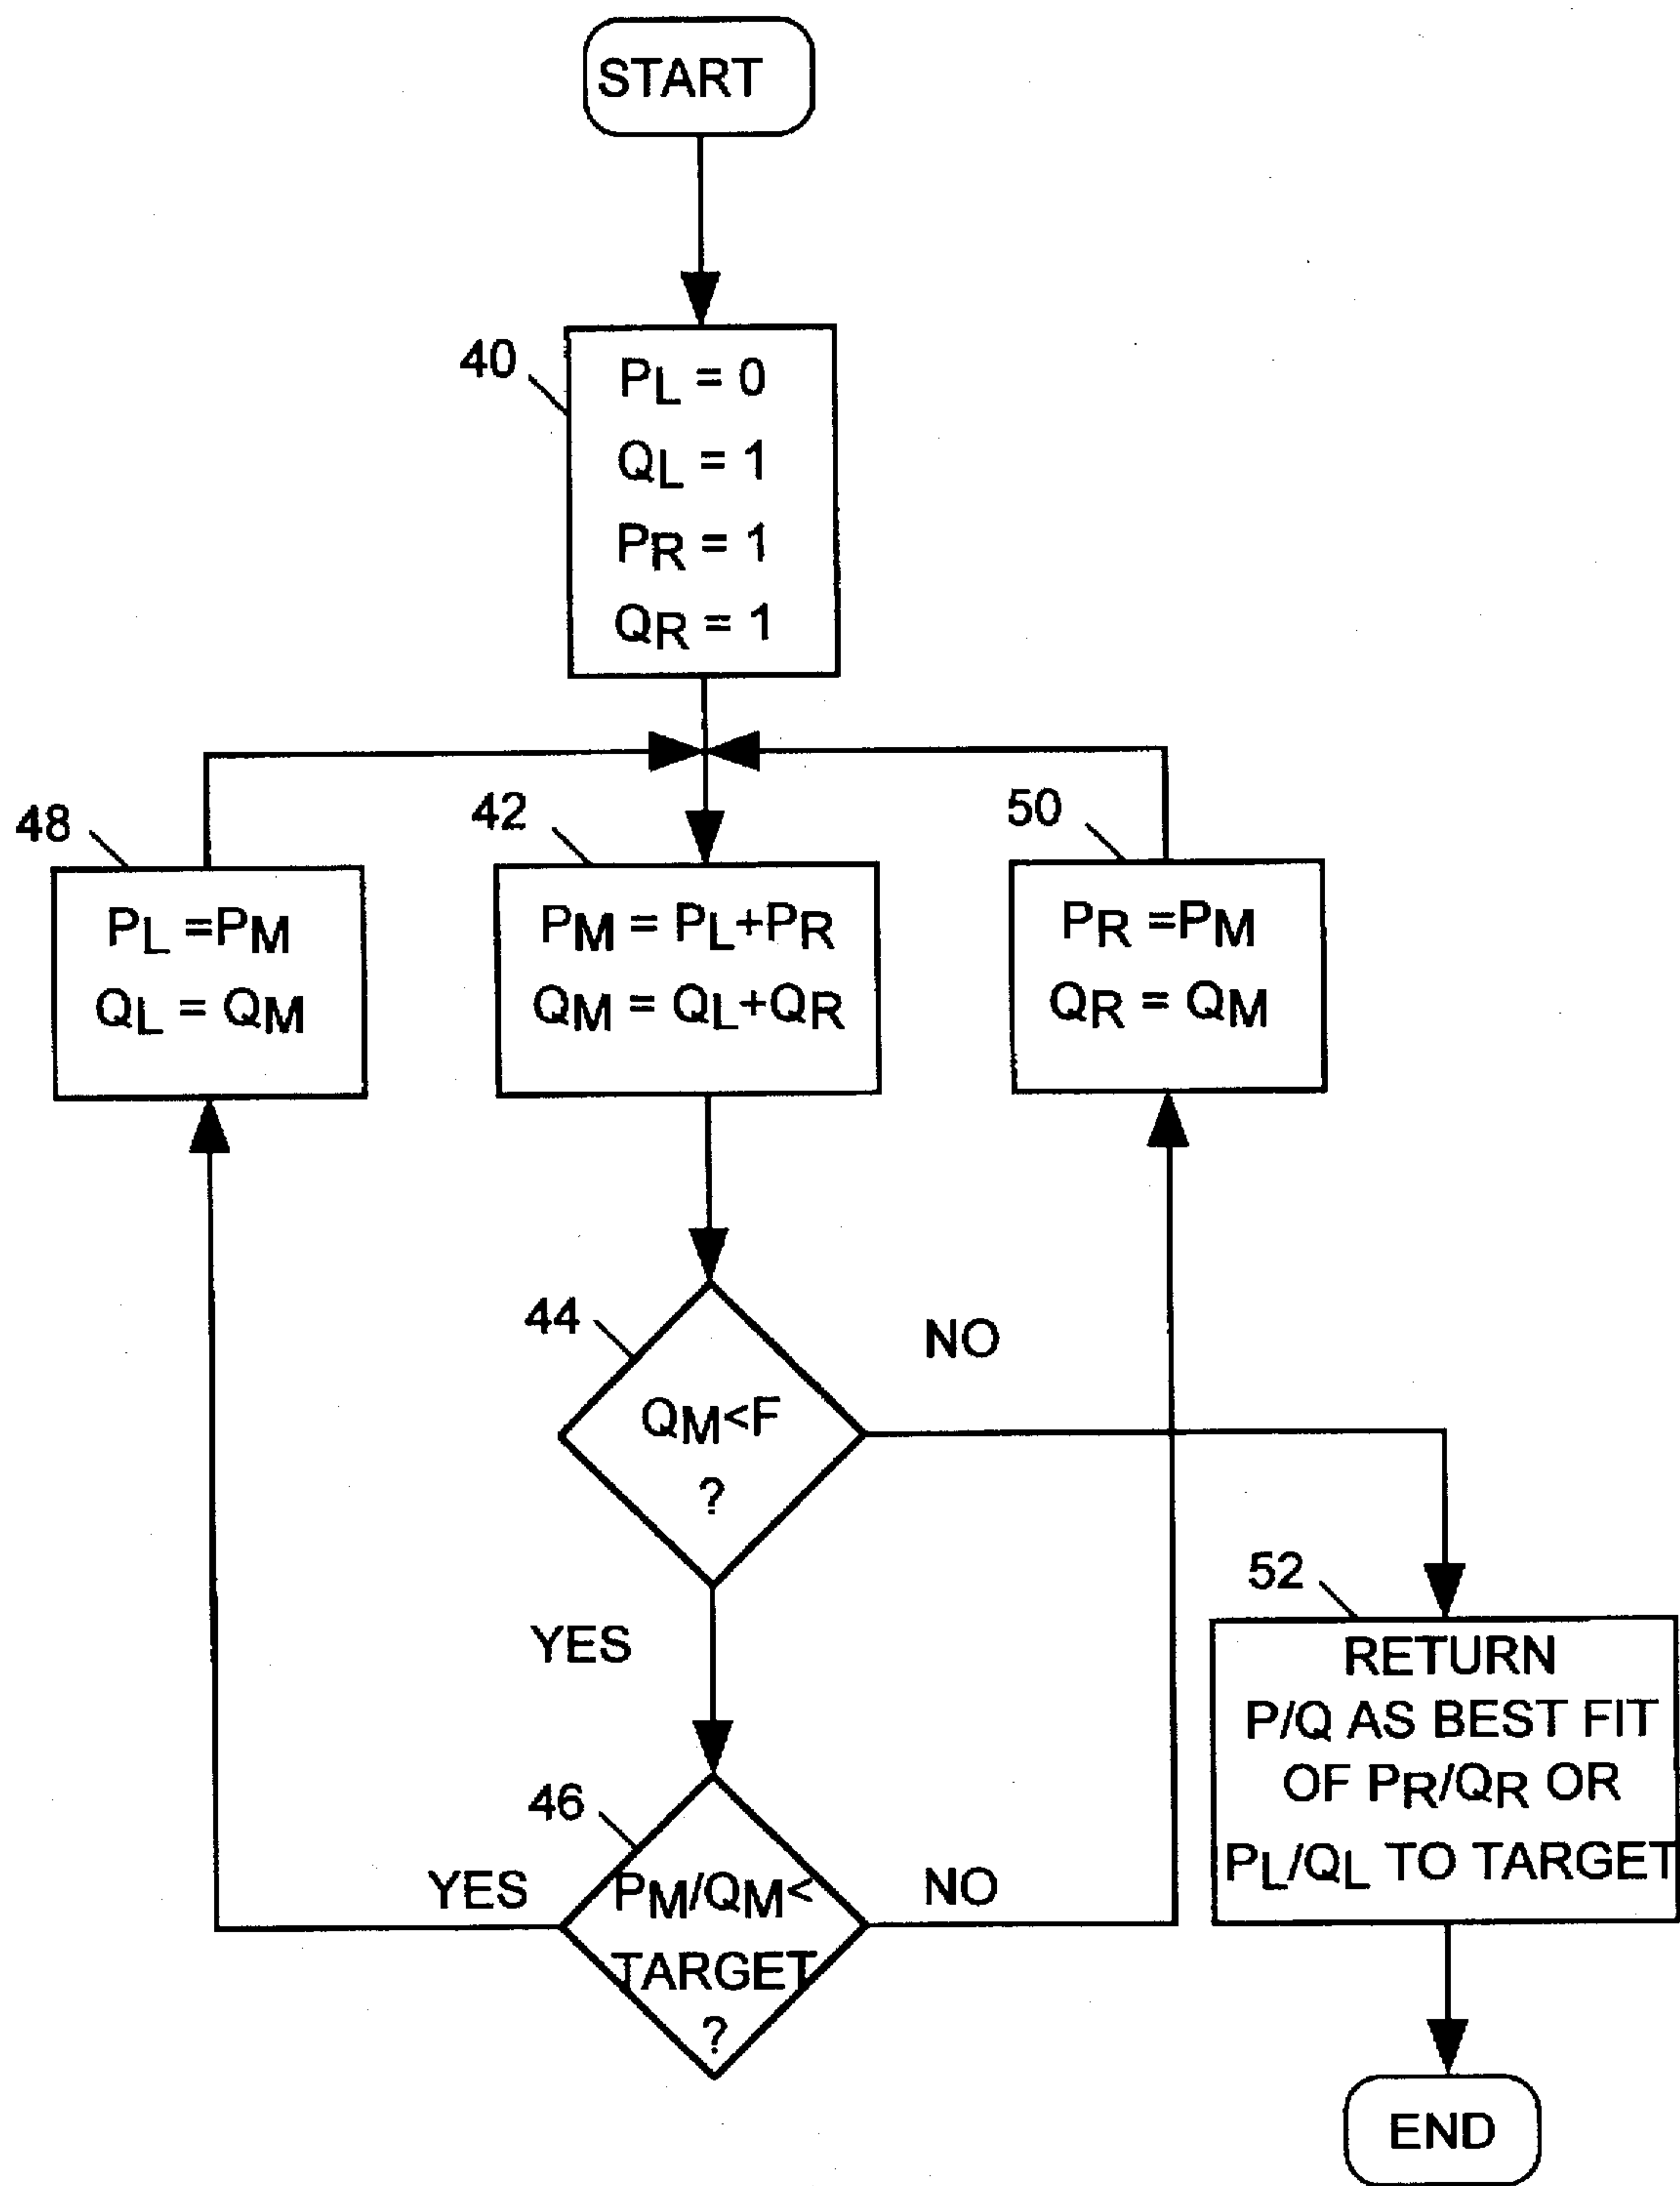 START
40
PL = 0
QL = 1
PR = 1
QR = 1
48
PL =PM
QL = QM
42
PM = PL+PR
QM = QL+QR
50
PR =PM
QR = QM
44
QM<F
?
NO
YES
46
PM/QM<
TARGET
?
YES
NO
52
RETURN
P/Q AS BEST FIT
OF PR/QR OR
PL/QL TO TARGET
END